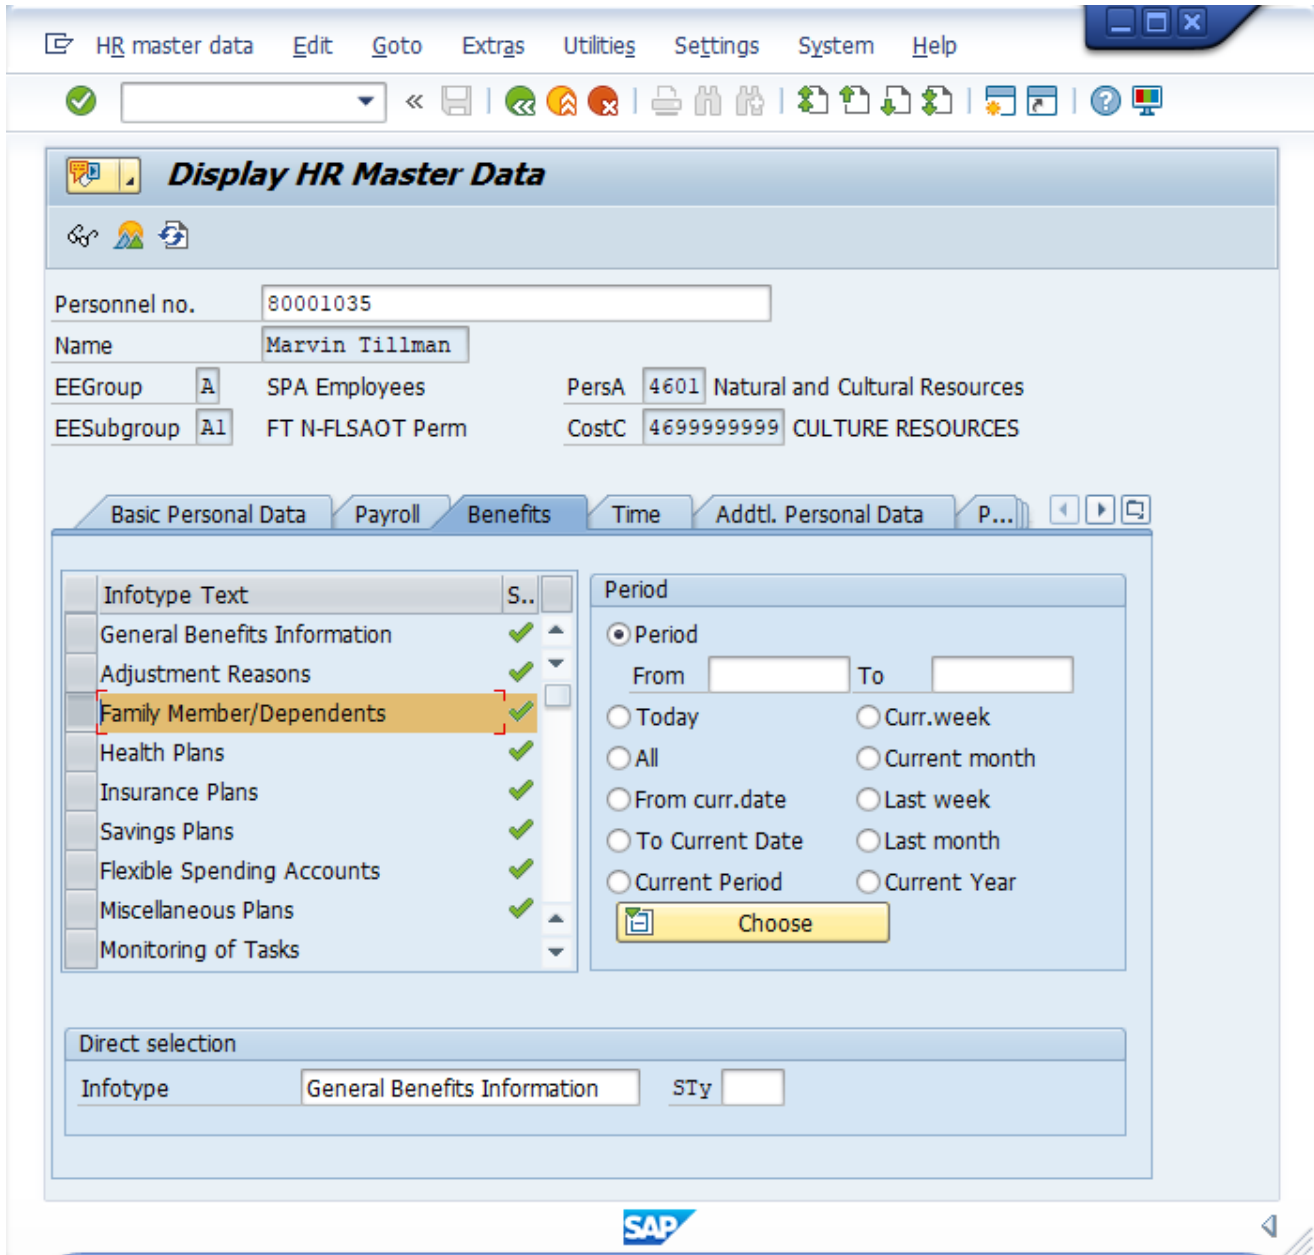 HR master data Edit Goto Extras Utilities Settings System Help
Display HR Master Data
Personnel no. 80001035
Name Marvin Tillman
EEGroup A SPA Employees PersA 4601 Natural and Cultural Resources
EESubgroup A1 FT N-FLSAOT Perm CostC 4699999999 CULTURE RESOURCES
Basic Personal Data Payroll Benefits Time Addtl. Personal Data P...
Infotype Text S..
General Benefits Information
Adjustment Reasons
Family Member/Dependents
Health Plans
Insurance Plans
Savings Plans
Flexible Spending Accounts
Miscellaneous Plans
Monitoring of Tasks
Period
Period
From To
Today Curr.week
All Current month
From curr.date Last week
To Current Date Last month
Current Period Current Year
Choose
Direct selection
Infotype General Benefits Information STy
SAP